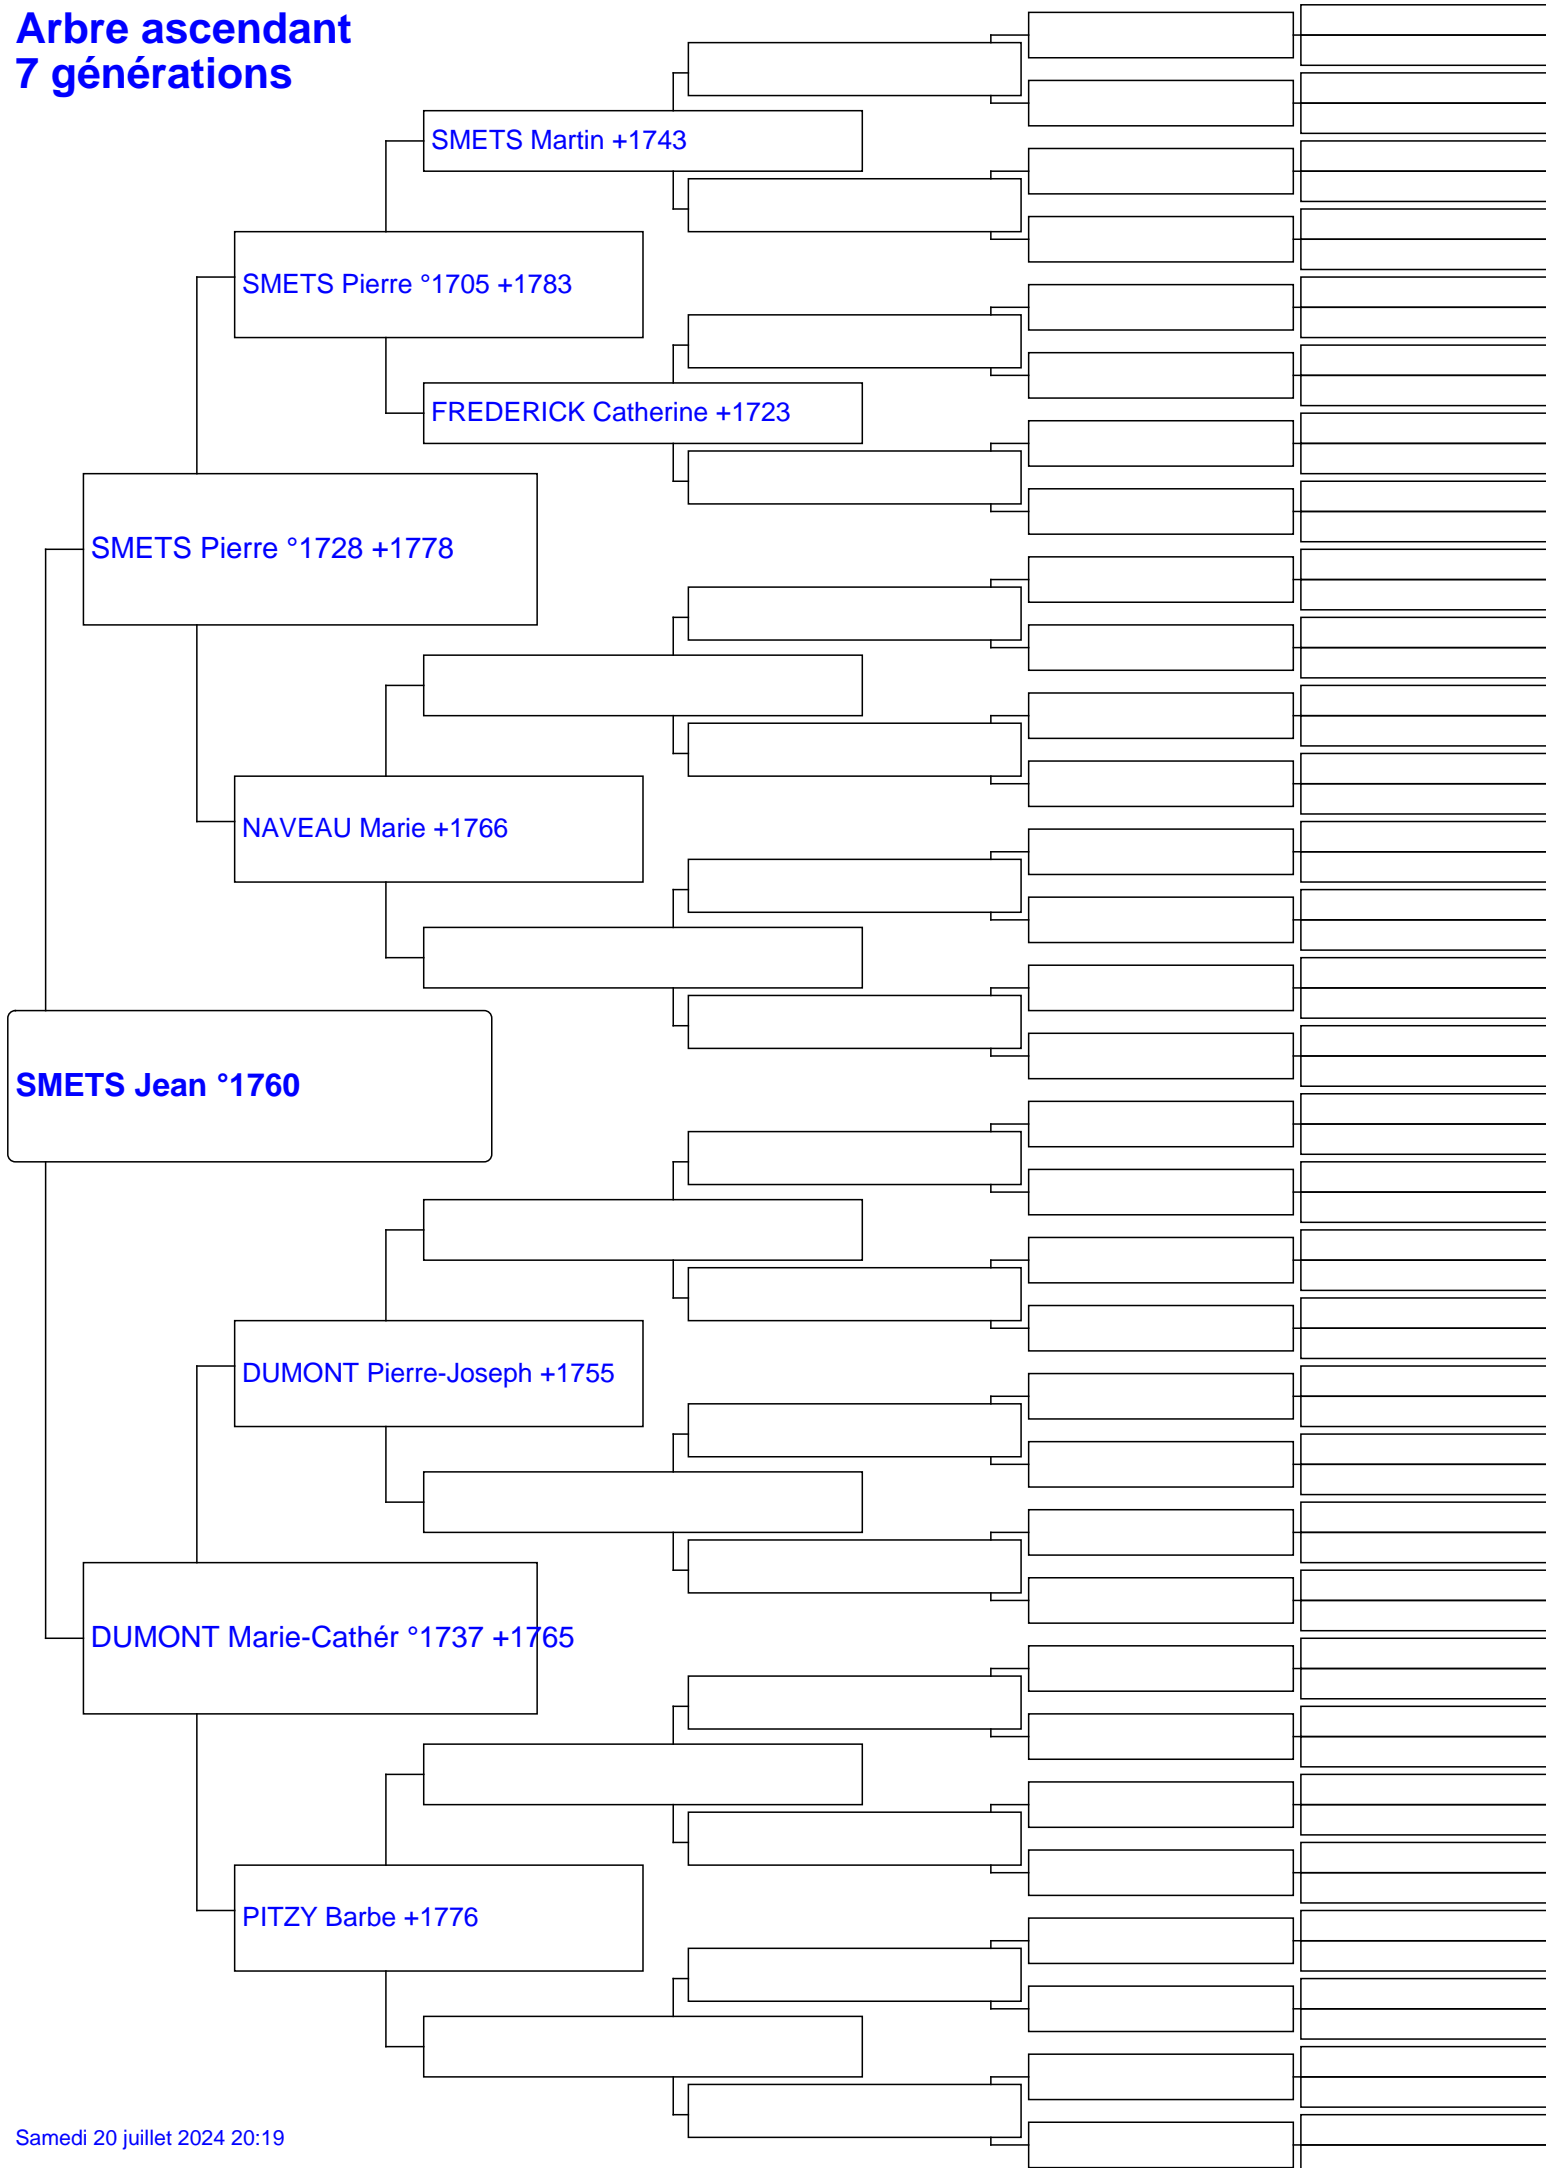 Arbre ascendant
7 générations
SMETS Martin +1743
SMETS Pierre °1705 +1783
FREDERICK Catherine +1723
SMETS Pierre °1728 +1778
NAVEAU Marie +1766
SMETS Jean °1760
DUMONT Pierre-Joseph +1755
DUMONT Marie-Cathér °1737 +1765
PITZY Barbe +1776
Samedi 20 juillet 2024 20:19